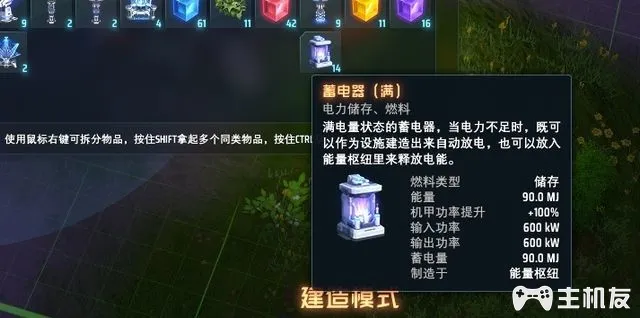 9
2
2
4
61
11
42
11
16
2
14
蓄电器（满）
电力储存、燃料
满电量状态的蓄电器，当电力不足时，既可
以作为设施建造出来自动放电，也可以放入
能量枢纽里来释放电能。
使用鼠标右键可拆分物品，按住SHIFT拿起多个同类物品，按住CTRL
燃料类型 储存
能量 90.0 MJ
机甲功率提升 +100%
输入功率 600 kW
输出功率 600 kW
蓄电量 90.0 MJ
制造于 能量枢纽
建造模式
主机友